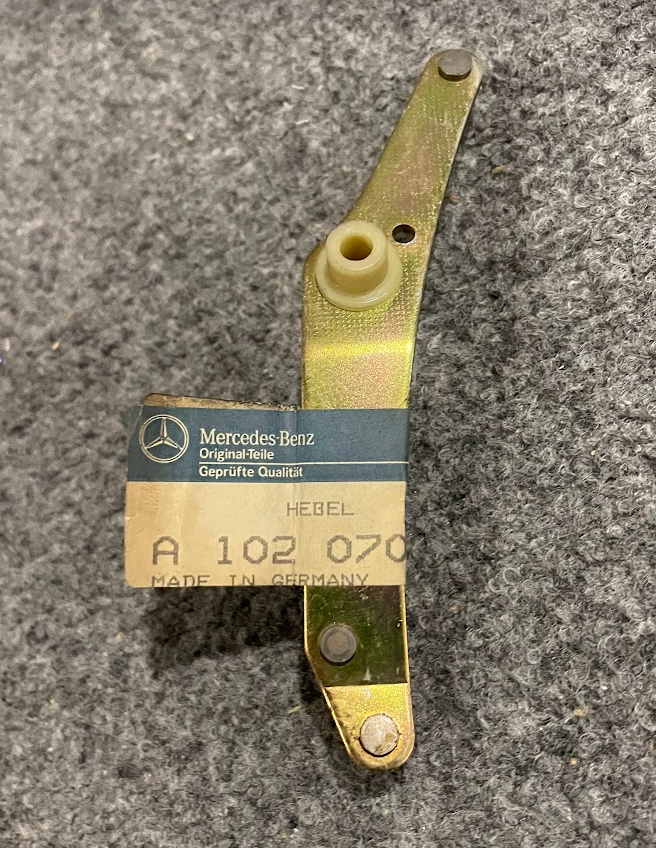 Mercedes-Benz
Original-Teile
Geprüfte Qualität
HEBEL
A 102 070
MADE IN GERMANY